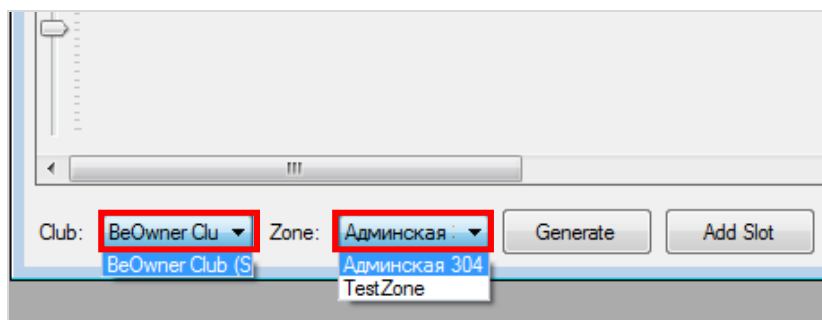 Club: BeOwner Clu Zone: Админская : Generate Add Slot
BeOwner Club (S Админская 304
TestZone